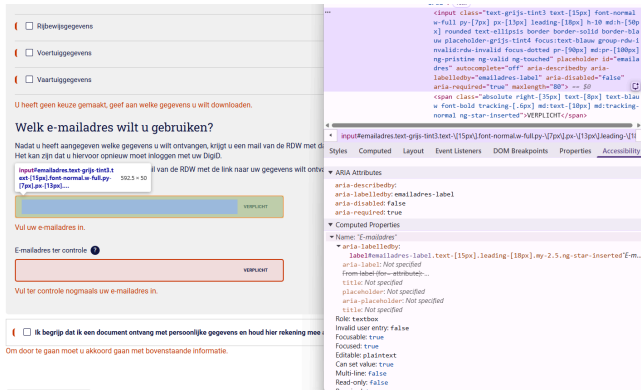 Rijbewijsgegevens
Voertuiggegevens
Vaartuiggegevens
U heeft geen keuze gemaakt, geef aan welke gegevens u wilt downloaden.
Welk e-mailadres wilt u gebruiken?
Nadat u heeft aangegeven welke gegevens u wilt ontvangen, krijgt u een mail van de RDW met da
Het kan zijn dat u hiervoor opnieuw moet inloggen met uw DigiD.
il van de RDW met de link naar uw gegevens wilt ontva
input#emailadres.text-grijs-tint3.t
ext-[15px].font-normal.w-full.py-
[7px].px-[13px]....
592.5 × 50
VERPLICHT
Vul uw e-mailadres in.
E-mailadres ter controle ?
VERPLICHT
Vul ter controle nogmaals uw e-mailadres in.
Ik begrijp dat ik een document ontvang met persoonlijke gegevens en houd hier rekening mee
Om door te gaan moet u akkoord gaan met bovenstaande informatie.
<input class="text-grijs-tint3 text-[15px] font-normal
w-full py-[7px] px-[13px] leading-[18px] h-10 md:h-[50p
x] rounded text-ellipsis border border-solid border-bla
uw placeholder-grijs-tint4 focus:text-blauw group-rdw-i
nvalid:rdw-invalid focus-dotted pr-[90px] md:pr-[100px]
ng-pristine ng-valid ng-touched" placeholder id="emaila
dres" autocomplete="off" aria-describedby aria-
labelledby="emailadres-label" aria-disabled="false"
aria-required="true" maxlength="80"> == $0
<span class="absolute right-[35px] text-[8px] text-blau
w font-bold tracking-[.6px] md:text-[10px] md:tracking-
normal ng-star-inserted">VERPLICHT</span>
input#emailadres.text-grijs-tint3.text-\[15px\].font-normal.w-full.py-\[7px\].px-\[13px\].leading-\[18
Styles Computed Layout Event Listeners DOM Breakpoints Properties Accessibility
ARIA Attributes
aria-describedby:
aria-labelledby: emailadres-label
aria-disabled: false
aria-required: true
Computed Properties
Name: "E-mailadres"
aria-labelledby:
label#emailadres-label.text-[15px].leading-[18px].my-2.5.ng-star-inserted "E-m...
aria-label: Not specified
From label (for= attribute): ...
title: Not specified
placeholder: Not specified
aria-placeholder: Not specified
title: Not specified
Role: textbox
Invalid user entry: false
Focusable: true
Focused: true
Editable: plaintext
Can set value: true
Multi-line: false
Read-only: false